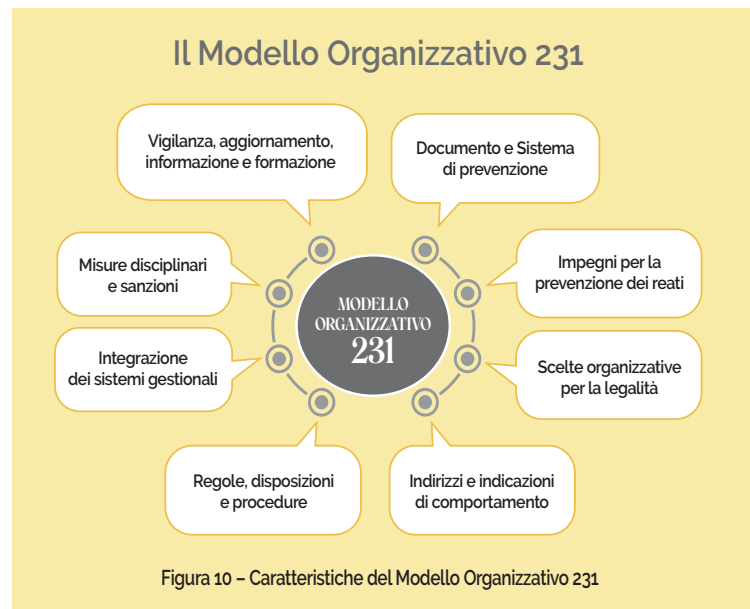 Il Modello Organizzativo 231
Vigilanza, aggiornamento,
informazione e formazione
Documento e Sistema
di prevenzione
Misure disciplinari
e sanzioni
Impegni per la
prevenzione dei reati
MODELLO
ORGANIZZATIVO
231
Integrazione
dei sistemi gestionali
Scelte organizzative
per la legalità
Regole, disposizioni
e procedure
Indirizzi e indicazioni
di comportamento
Figura 10 – Caratteristiche del Modello Organizzativo 231